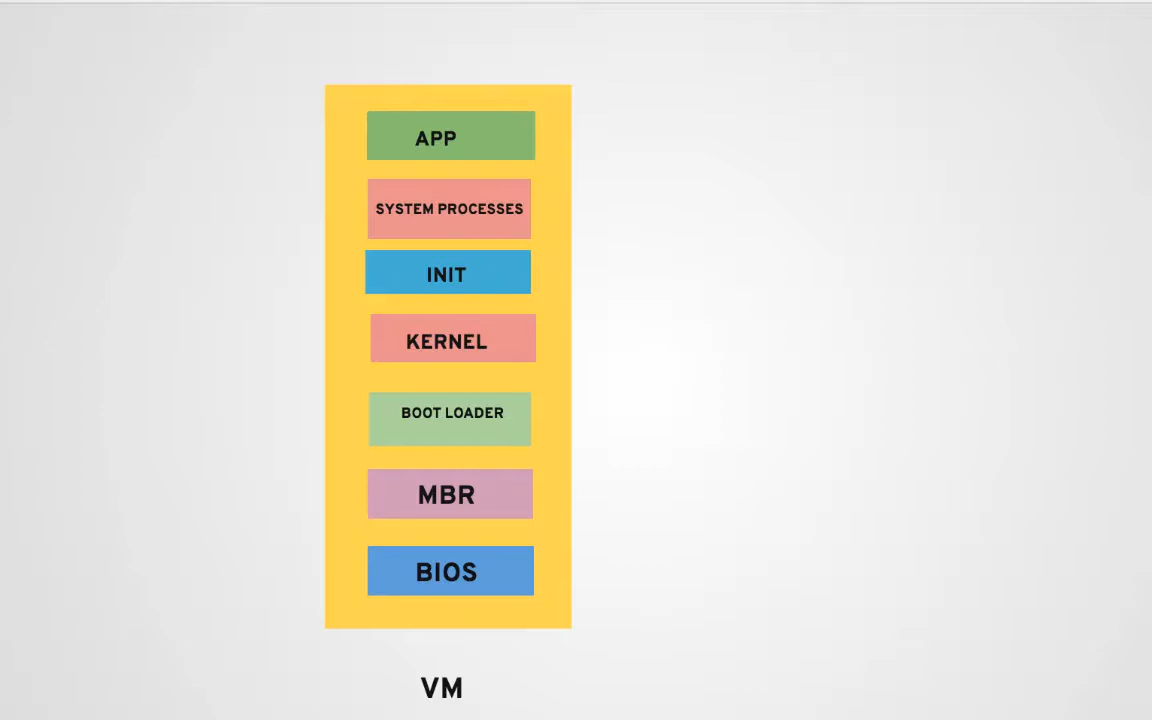 APP
SYSTEM PROCESSES
INIT
KERNEL
BOOT LOADER
MBR
BIOS
VM